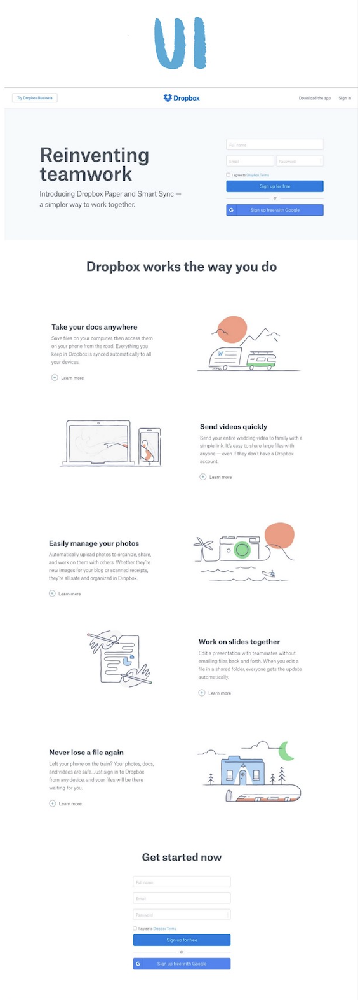 UI
Try Dropbox Business
Dropbox
Download the app
Sign in
Reinventing
teamwork
Introducing Dropbox Paper and Smart Sync —
a simpler way to work together.
Full name
Email
Password
I agree to Dropbox Terms
Sign up for free
or
G
Sign up free with Google
Dropbox works the way you do
Take your docs anywhere
Save files on your computer, then access them
on your phone from the road. Everything you
keep in Dropbox is synced automatically to all
your devices.
Learn more
W
Send videos quickly
Send your entire wedding video to family with a
simple link. It's easy to share large files with
anyone — even if they don't have a Dropbox
account.
Learn more
Easily manage your photos
Automatically upload photos to organize, share,
and work on them with others. Whether they're
new images for your blog or scanned receipts,
they're all safe and organized in Dropbox.
Learn more
Work on slides together
Edit a presentation with teammates without
emailing files back and forth. When you edit a
file in a shared folder, everyone gets the update
automatically.
Learn more
Never lose a file again
Left your phone on the train? Your photos, docs,
and videos are safe. Just sign in to Dropbox
from any device, and your files will be there
waiting for you.
Learn more
Get started now
Full name
Email
Password
I agree to Dropbox Terms
Sign up for free
or
G
Sign up free with Google